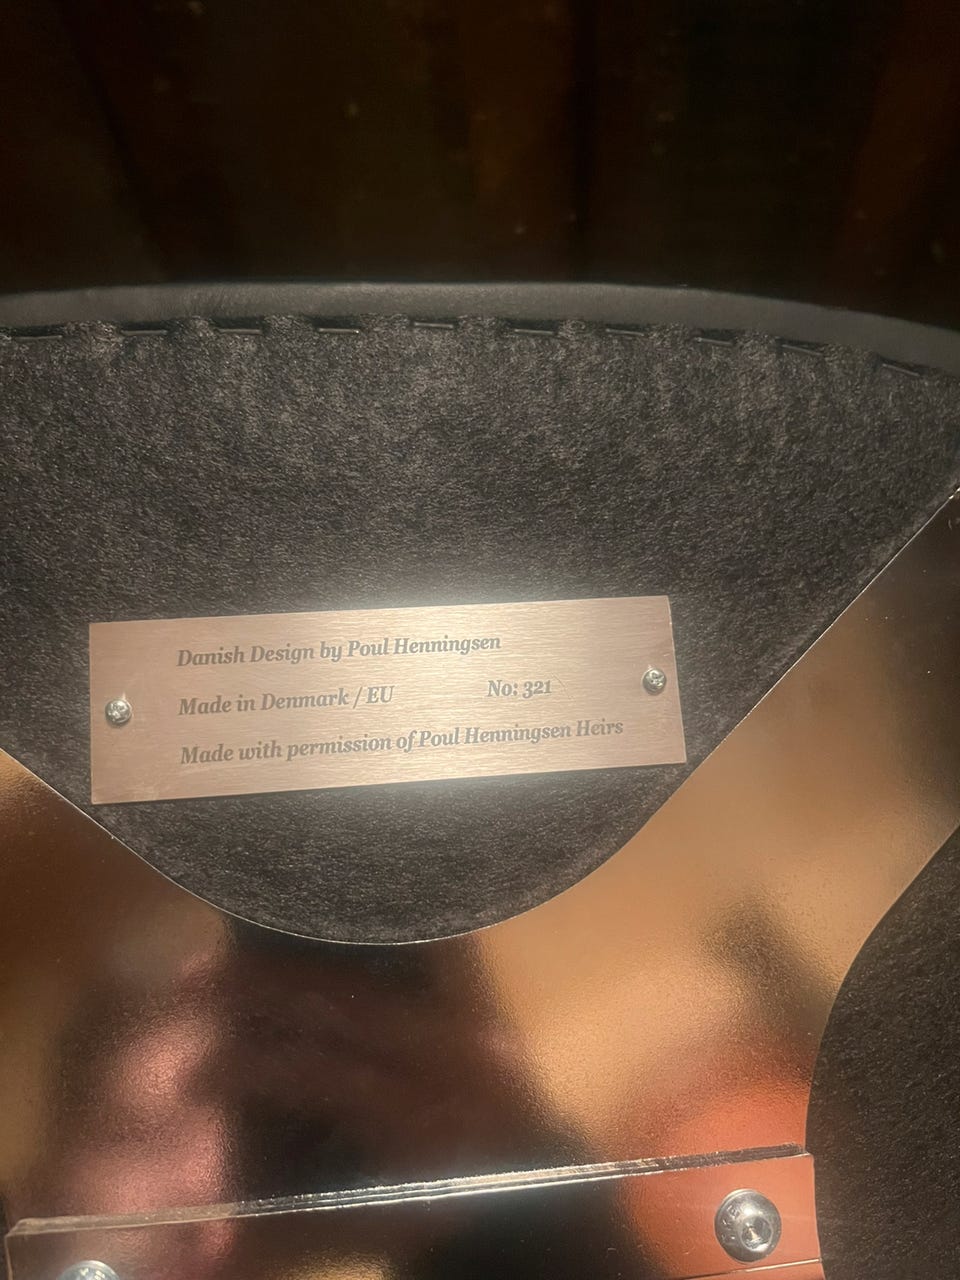 Danish Design by Poul Henningsen
Made in Denmark / EU No: 321
Made with permission of Poul Henningsen Heirs